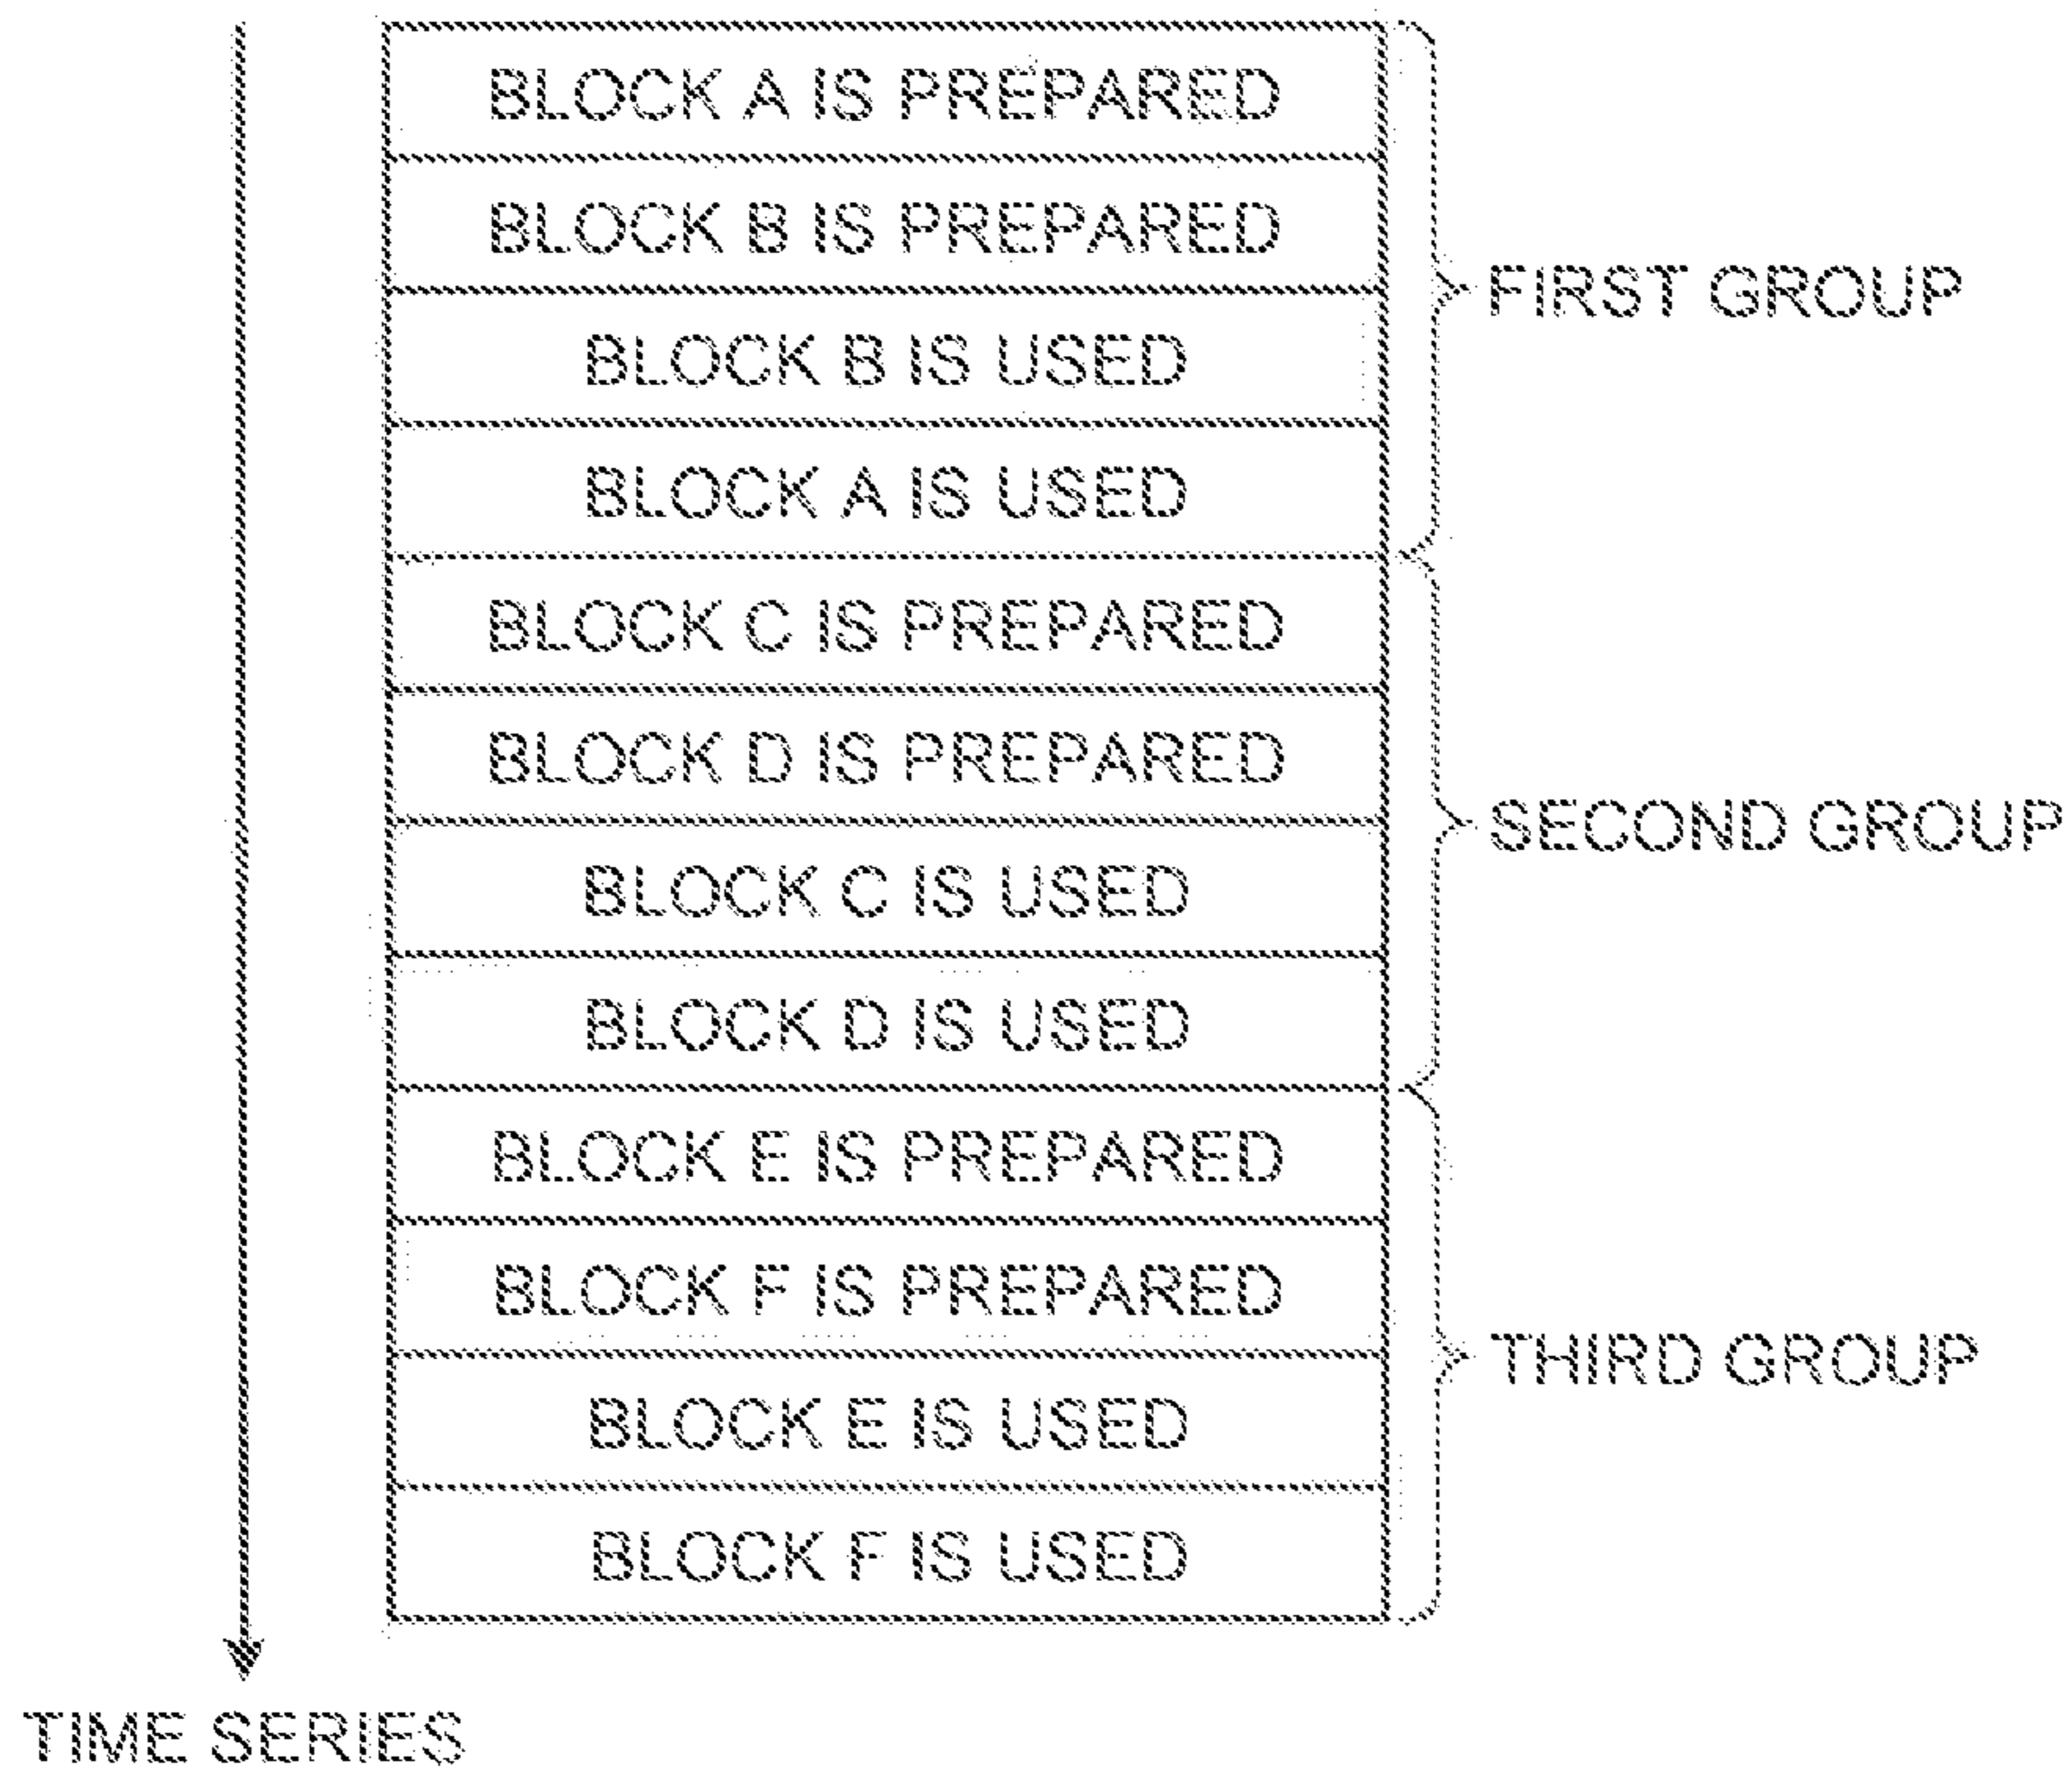 BLOCK A IS PREPARED
BLOCK B IS PREPARED
BLOCK B IS USED
BLOCK A IS USED
FIRST GROUP
BLOCK C IS PREPARED
BLOCK D IS PREPARED
BLOCK C IS USED
BLOCK D IS USED
SECOND GROUP
BLOCK E IS PREPARED
BLOCK F IS PREPARED
BLOCK E IS USED
BLOCK F IS USED
THIRD GROUP
TIME SERIES